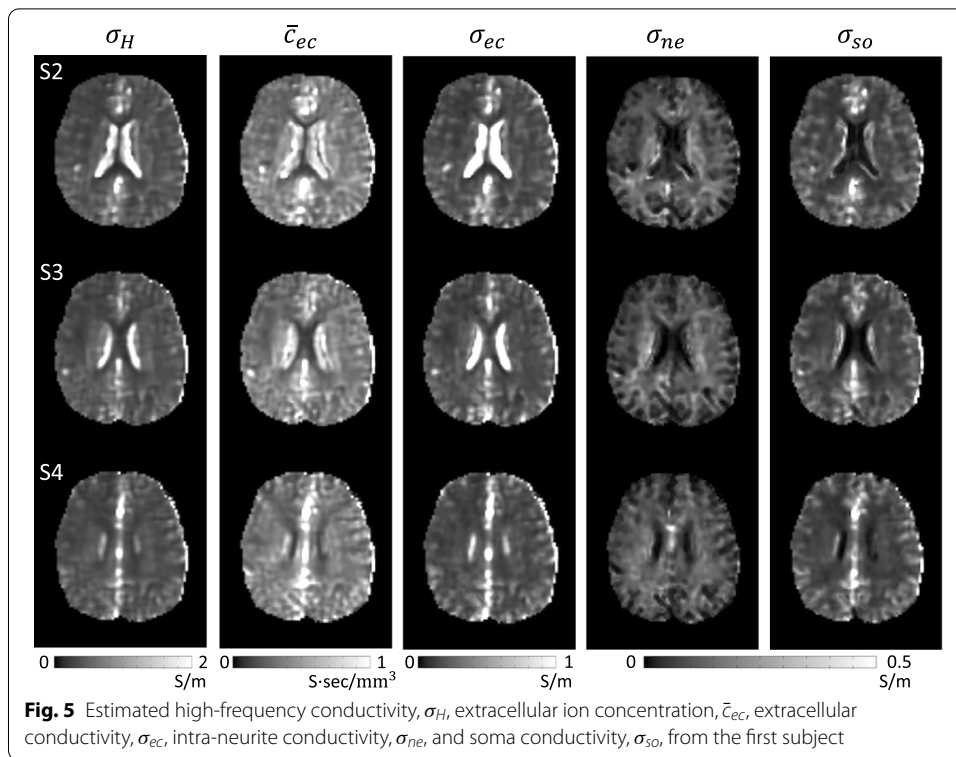 σ_H c̄_ec σ_ec σ_ne σ_so
S2
S3
S4
0 2 0 1 0 1 0 0.5
S/m S·sec/mm³ S/m S/m
Fig. 5 Estimated high-frequency conductivity, σ_H, extracellular ion concentration, c̄_ec, extracellular
conductivity, σ_ec, intra-neurite conductivity, σ_ne, and soma conductivity, σ_so, from the first subject